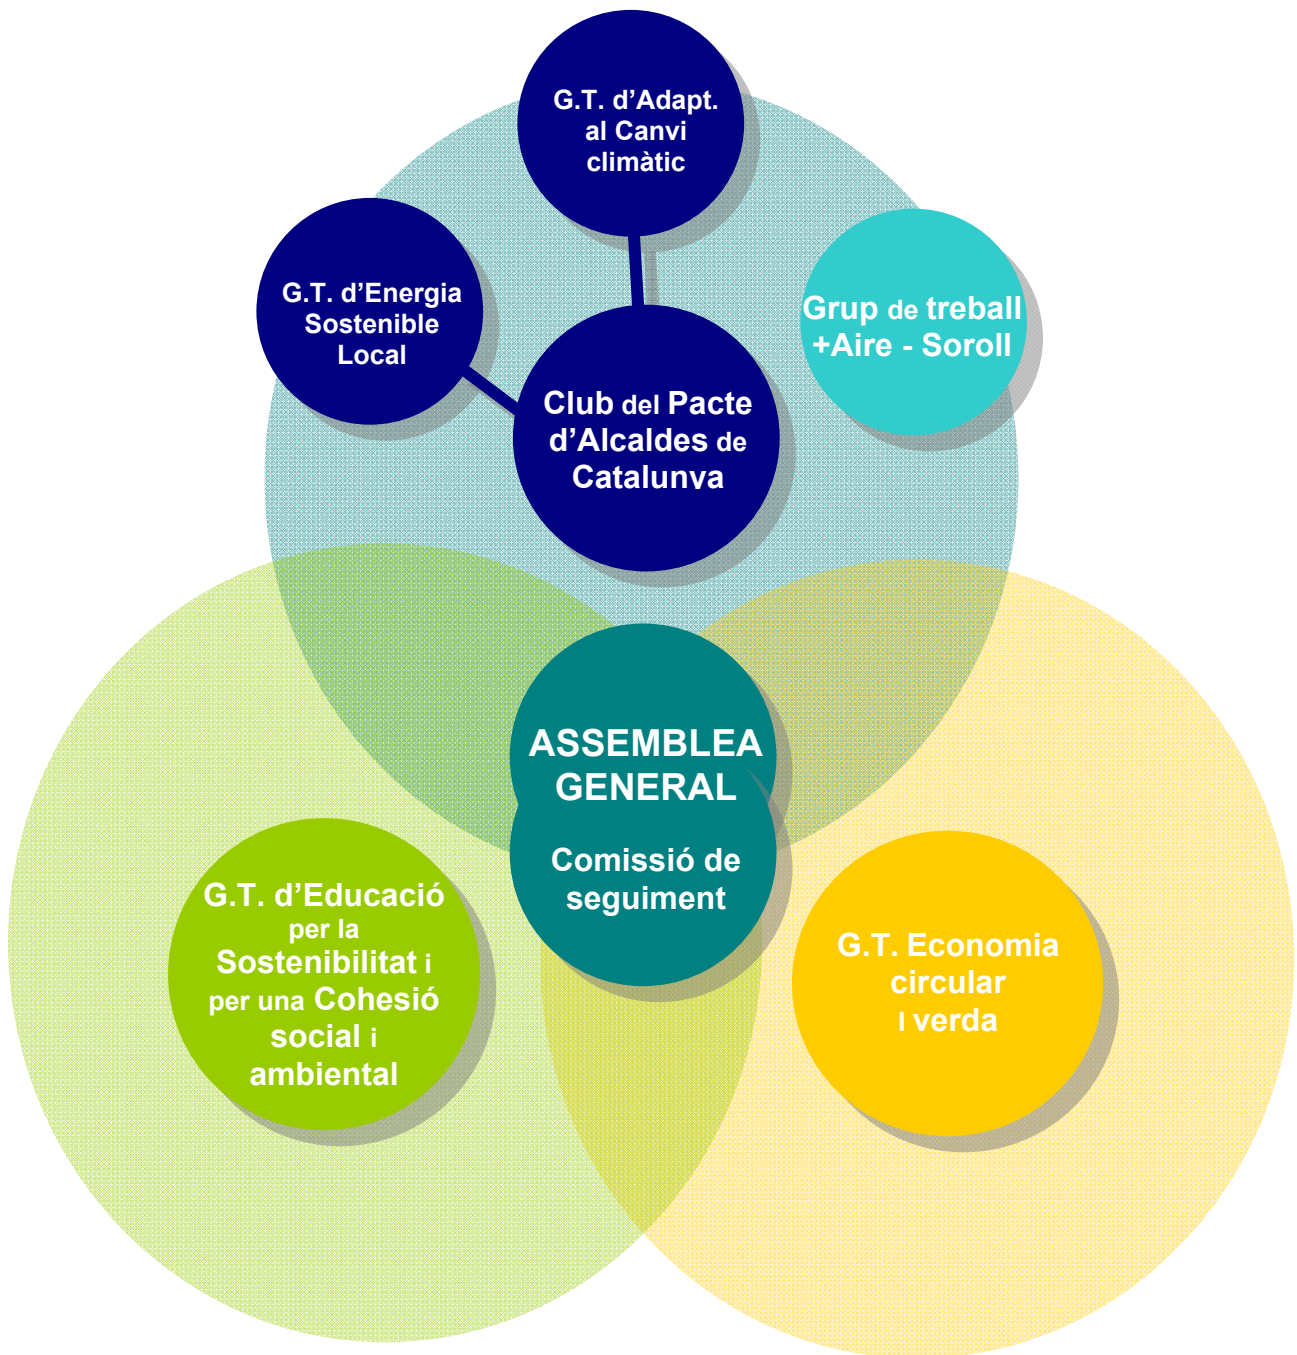 G.T. d’Adapt.
al Canvi
climàtic
G.T. d’Energia
Sostenible
Local
Grup de treball
+Aire - Soroll
Club del Pacte
d’Alcaldes de
Catalunva
ASSEMBLEA
GENERAL
Comissió de
seguiment
G.T. d’Educació
per la
Sostenibilitat i
per una Cohesió
social i
ambiental
G.T. Economia
circular
I verda